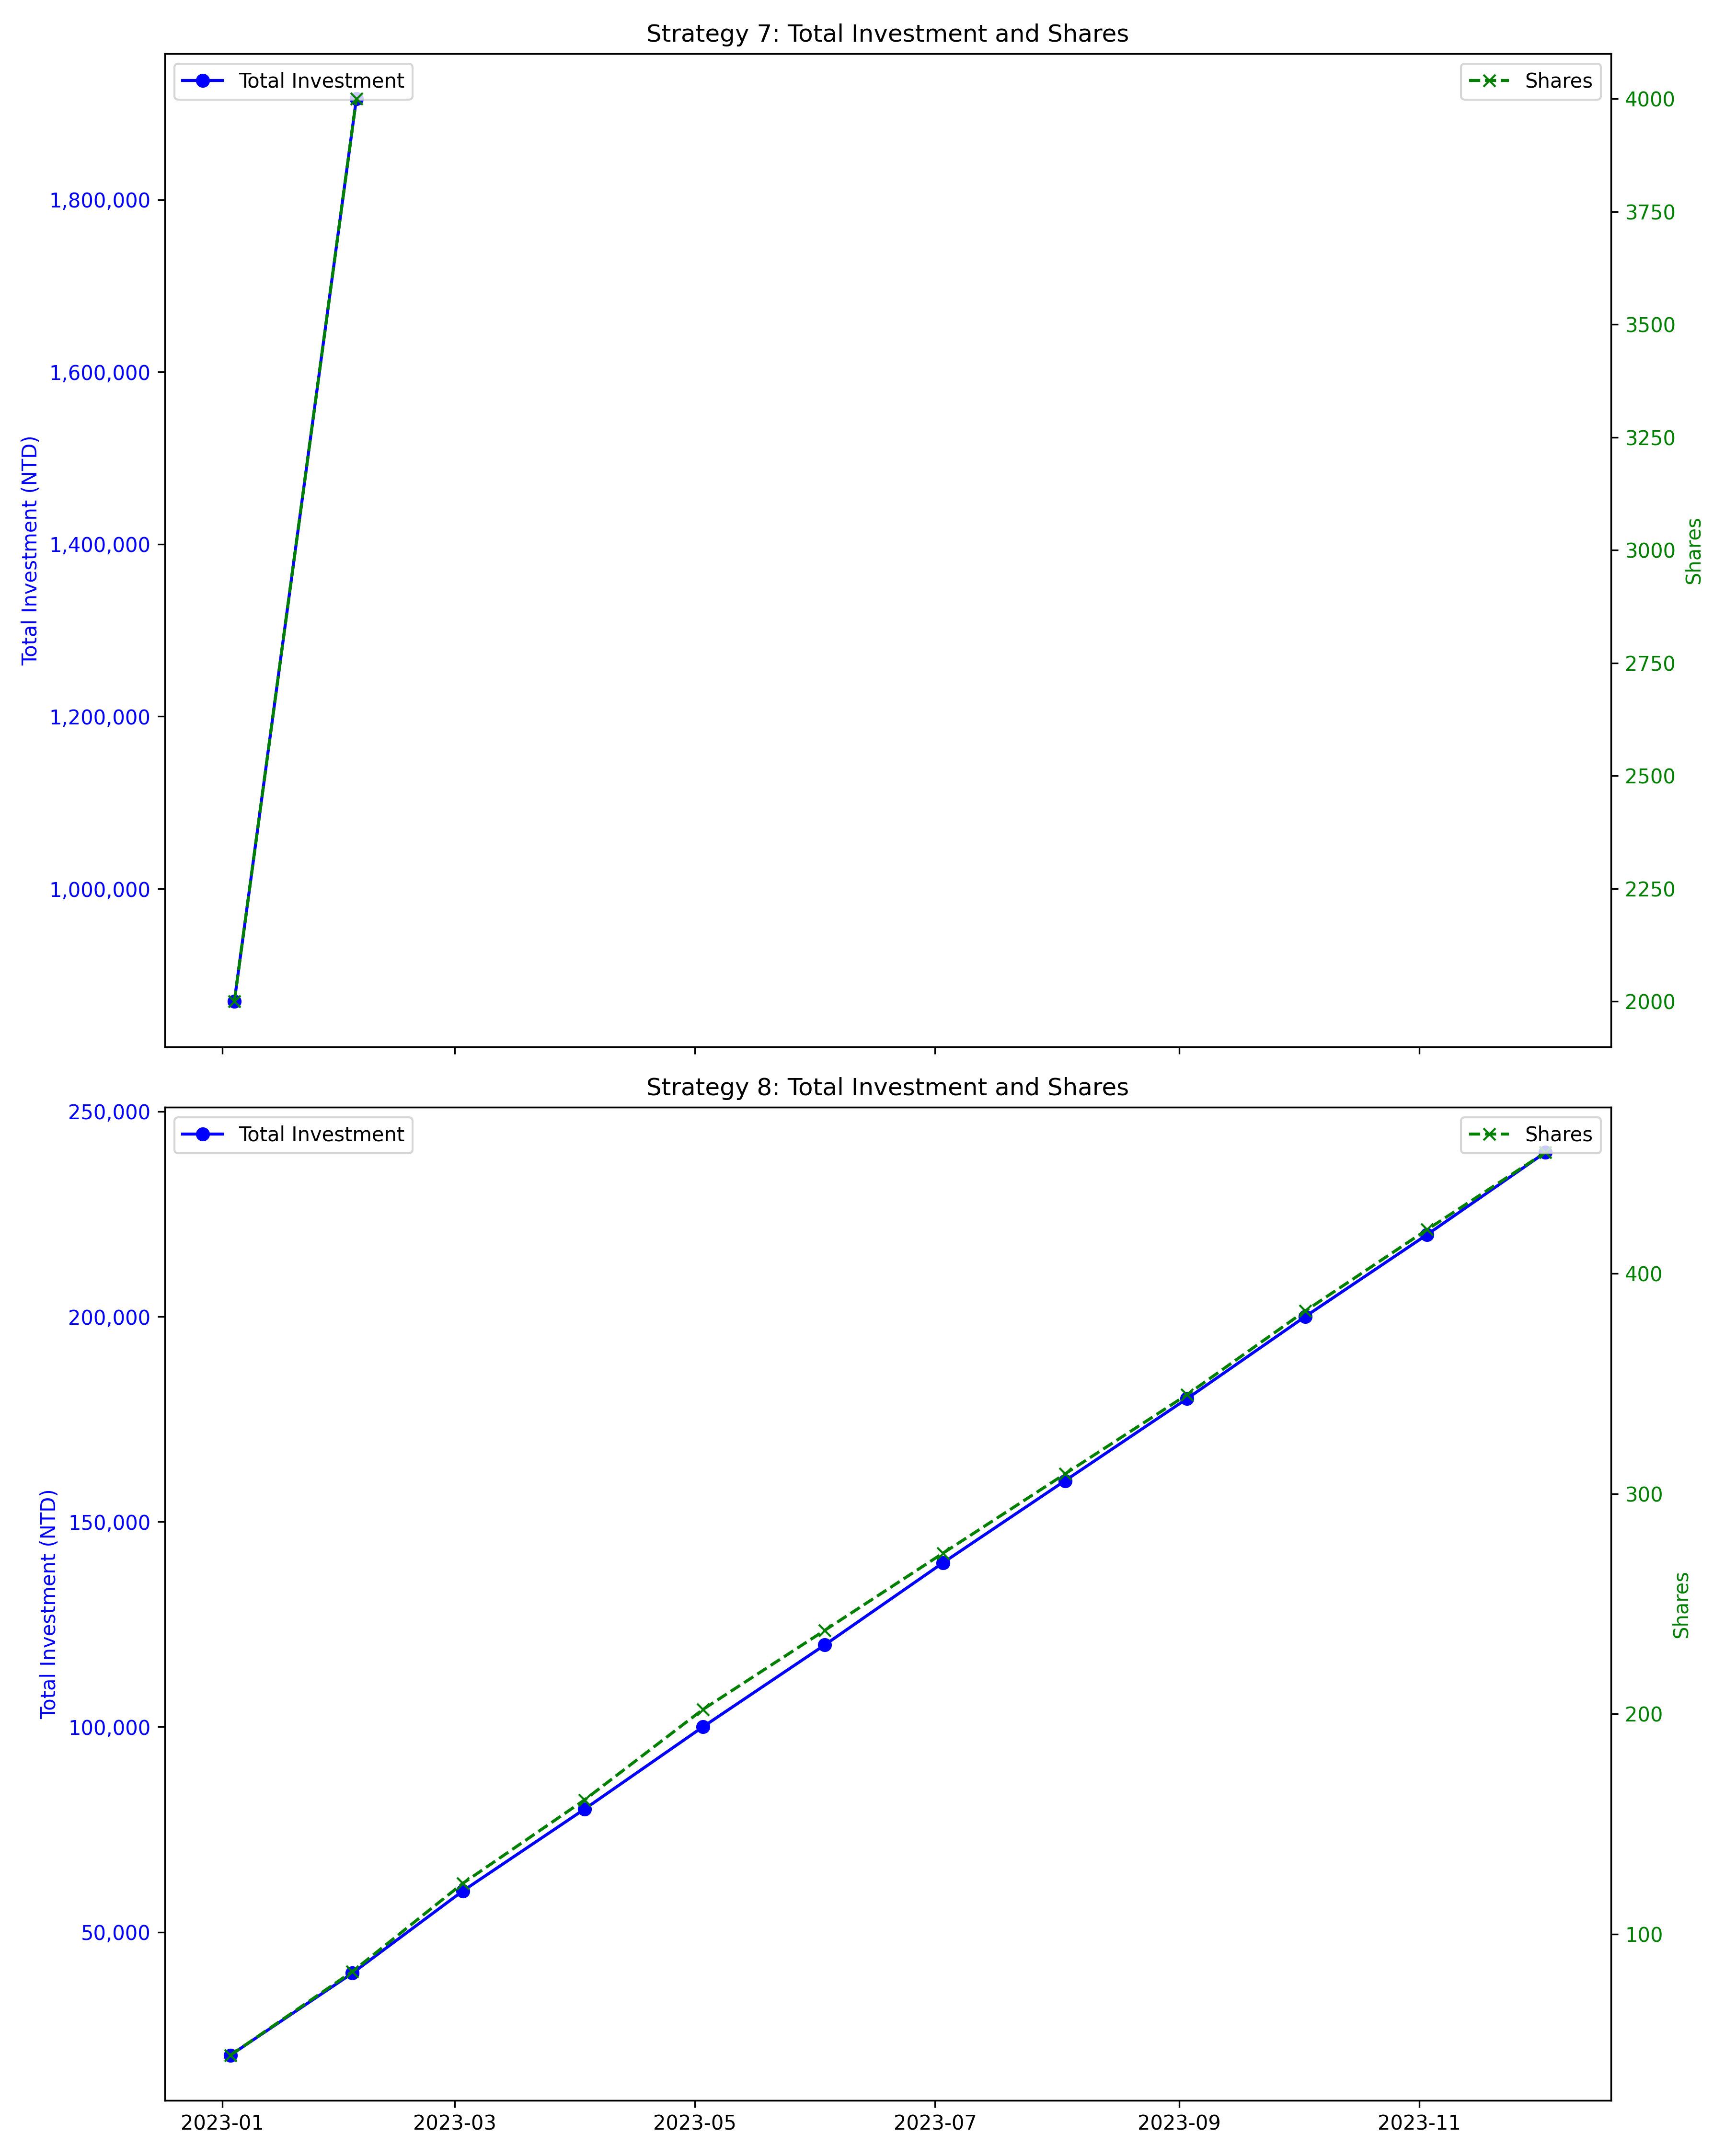 Strategy 7: Total Investment and Shares
Total Investment
Shares
Total Investment (NTD)
1,800,000
1,600,000
1,400,000
1,200,000
1,000,000
4000
3750
3500
3250
3000
2750
2500
2250
2000
Shares
Strategy 8: Total Investment and Shares
Total Investment
Shares
Total Investment (NTD)
250,000
200,000
150,000
100,000
50,000
400
300
200
100
Shares
2023-01
2023-03
2023-05
2023-07
2023-09
2023-11